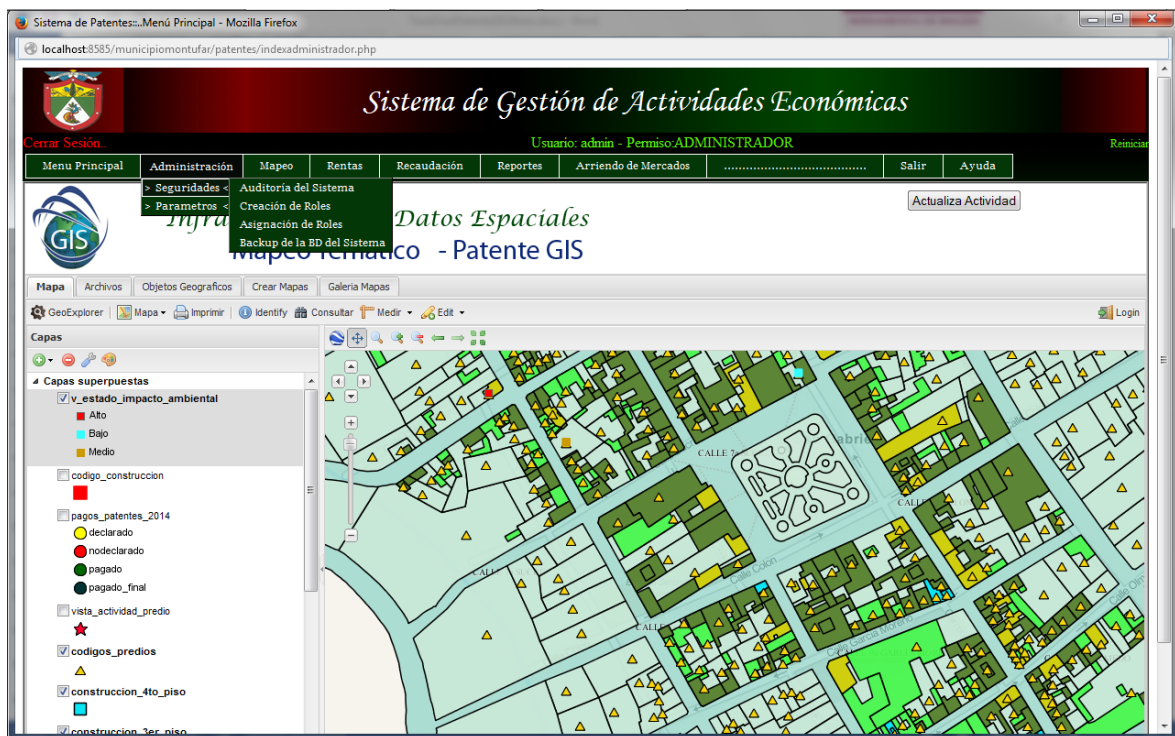 Sistema de Patentes::..Menú Principal - Mozilla Firefox
localhost:8585/municipiomontufar/patentes/indexadministrador.php
Sistema de Gestión de Actividades Económicas
Cerrar Sesión..
Usuario: admin - Permiso:ADMINISTRADOR
Reiniciar
Menu Principal
Administración
Mapeo
Rentas
Recaudación
Reportes
Arriendo de Mercados
......................................
Salir
Ayuda
> Seguridades <
> Parametros <
Auditoría del Sistema
Creación de Roles
Asignación de Roles
Backup de la BD del Sistema
Actualiza Actividad
GIS
Datos Espaciales
- Patente GIS
Mapa
Archivos
Objetos Geograficos
Crear Mapas
Galeria Mapas
GeoExplorer
Mapa
Imprimir
Identify
Consultar
Medir
Edit
Login
Capas
Capas superpuestas
v_estado_impacto_ambiental
Alto
Bajo
Medio
codigo_construccion
pagos_patentes_2014
declarado
nodeclarado
pagado
pagado_final
vista_actividad_predio
codigos_predios
construccion_4to_piso
construccion_3er_piso
CALLE
Calle Colon
Calle García Moreno